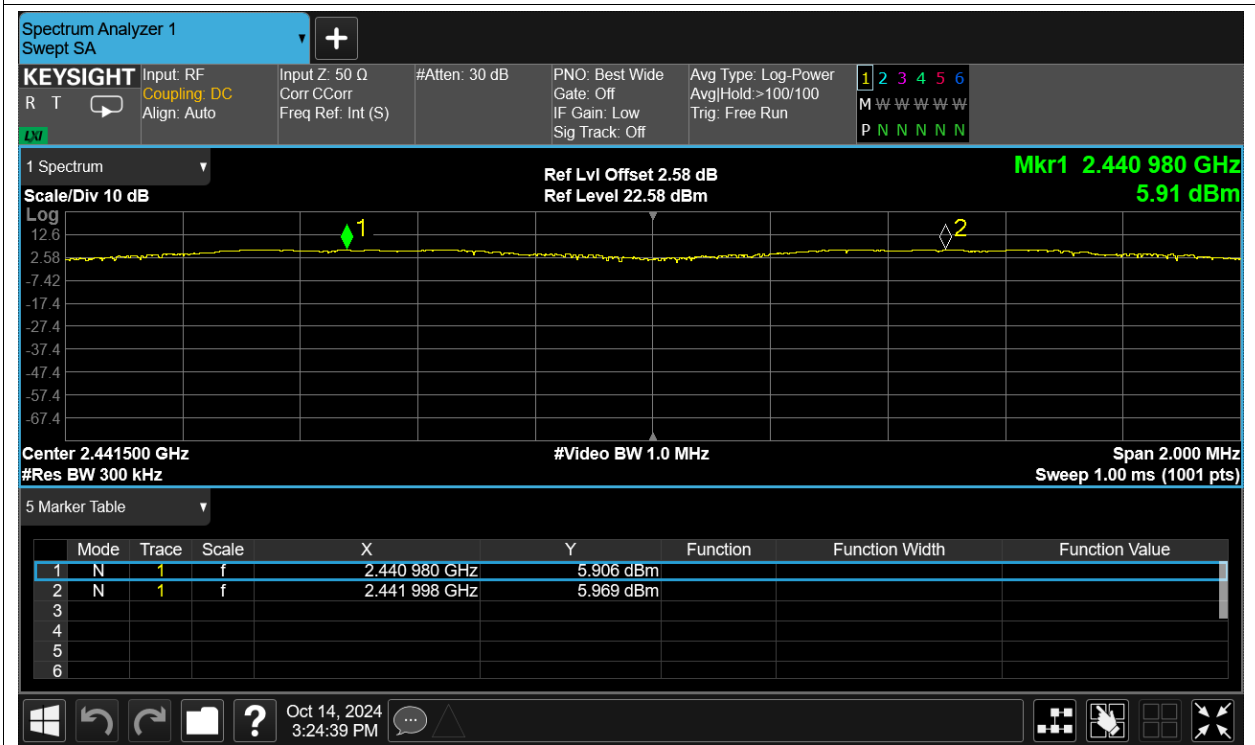 Spectrum Analyzer 1
Swept SA
+
KEYSIGHT
R T
LXI
Input: RF
Coupling: DC
Align: Auto
Input Z: 50 Ω
Corr CCorr
Freq Ref: Int (S)
#Atten: 30 dB
PNO: Best Wide
Gate: Off
IF Gain: Low
Sig Track: Off
Avg Type: Log-Power
Avg|Hold:>100/100
Trig: Free Run
1 2 3 4 5 6
M W W W W W
P N N N N N
1 Spectrum
Scale/Div 10 dB
Ref Lvl Offset 2.58 dB
Ref Level 22.58 dBm
Mkr1 2.440 980 GHz
5.91 dBm
Log
12.6
2.58
-7.42
-17.4
-27.4
-37.4
-47.4
-57.4
-67.4
1
2
Center 2.441500 GHz
#Res BW 300 kHz
#Video BW 1.0 MHz
Span 2.000 MHz
Sweep 1.00 ms (1001 pts)
5 Marker Table
Mode Trace Scale X Y Function Function Width Function Value
1 N 1 f 2.440 980 GHz 5.906 dBm
2 N 1 f 2.441 998 GHz 5.969 dBm
3
4
5
6
?
Oct 14, 2024
3:24:39 PM